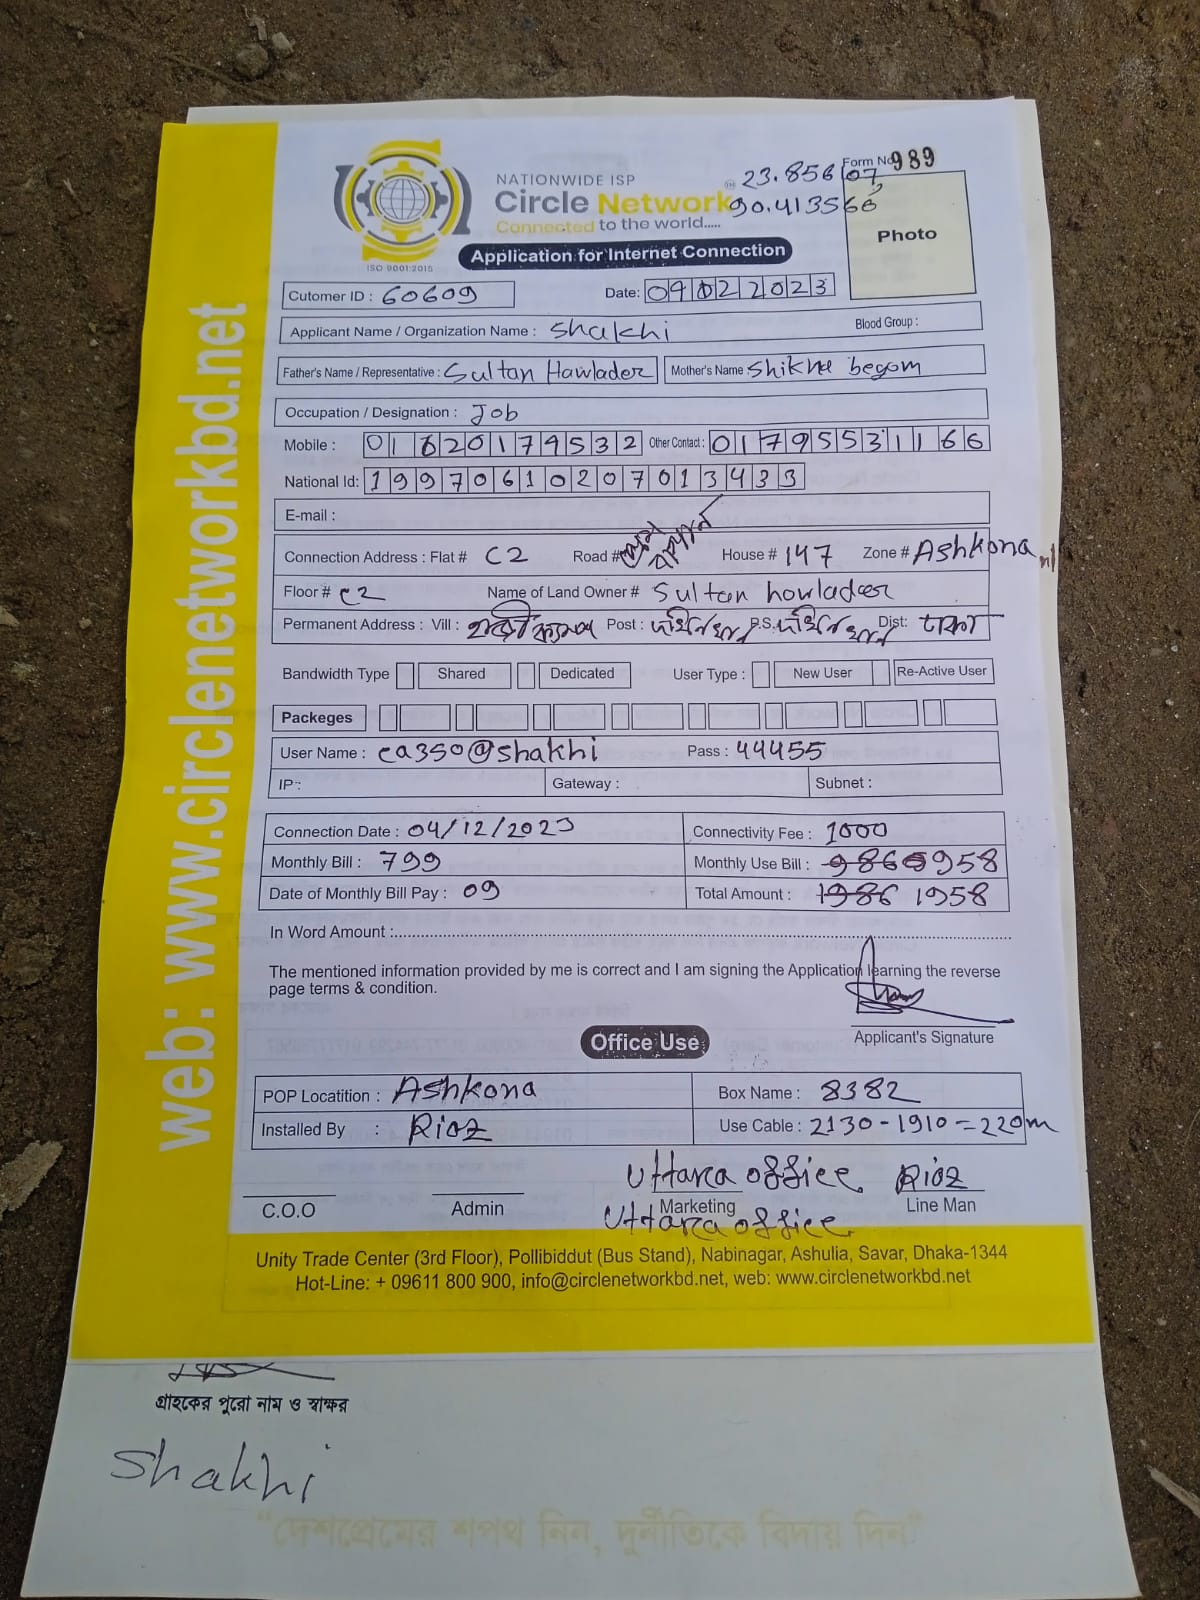 NATIONWIDE ISP
Circle Network
Connected to the world.....
ISO 9001:2015
Form No 989
23.856107
90.413566
Photo
Application for Internet Connection
Cutomer ID : 60609
Date: 09022023
Applicant Name / Organization Name : Shakhi Blood Group :
Father's Name / Representative : Sultan Hawlader Mother's Name : Shikha begom
Occupation / Designation : Job
Mobile : 01620179532 Other Contact : 01795531166
National Id: 19970610207013433
E-mail :
Connection Address : Flat # C2 Road # House # 147 Zone # Ashkona
Floor # C2 Name of Land Owner # Sultan howladeer
Permanent Address : Vill : Post : P.S. Dist: ঢাকা
Bandwidth Type Shared Dedicated User Type : New User Re-Active User
Packeges
User Name : ca350@shakhi Pass : 44455
IP : Gateway : Subnet :
Connection Date : 04/12/2023 Connectivity Fee : 1000
Monthly Bill : 799 Monthly Use Bill : 958
Date of Monthly Bill Pay : 09 Total Amount : 1986 1958
In Word Amount :
The mentioned information provided by me is correct and I am signing the Application learning the reverse
page terms & condition.
Applicant's Signature
Office Use
POP Locatition : Ashkona Box Name : 8382
Installed By : Rioz Use Cable : 2130-1910=220m
Uttara office Rioz
C.O.O Admin Marketing Line Man
Uttara office
Unity Trade Center (3rd Floor), Pollibiddut (Bus Stand), Nabinagar, Ashulia, Savar, Dhaka-1344
Hot-Line: + 09611 800 900, info@circlenetworkbd.net, web: www.circlenetworkbd.net
web: www.circlenetworkbd.net
গ্রাহকের পুরো নাম ও স্বাক্ষর
Shakhi
“দেশপ্রেমের শপথ নিন, দুর্নীতিকে বিদায় দিন”